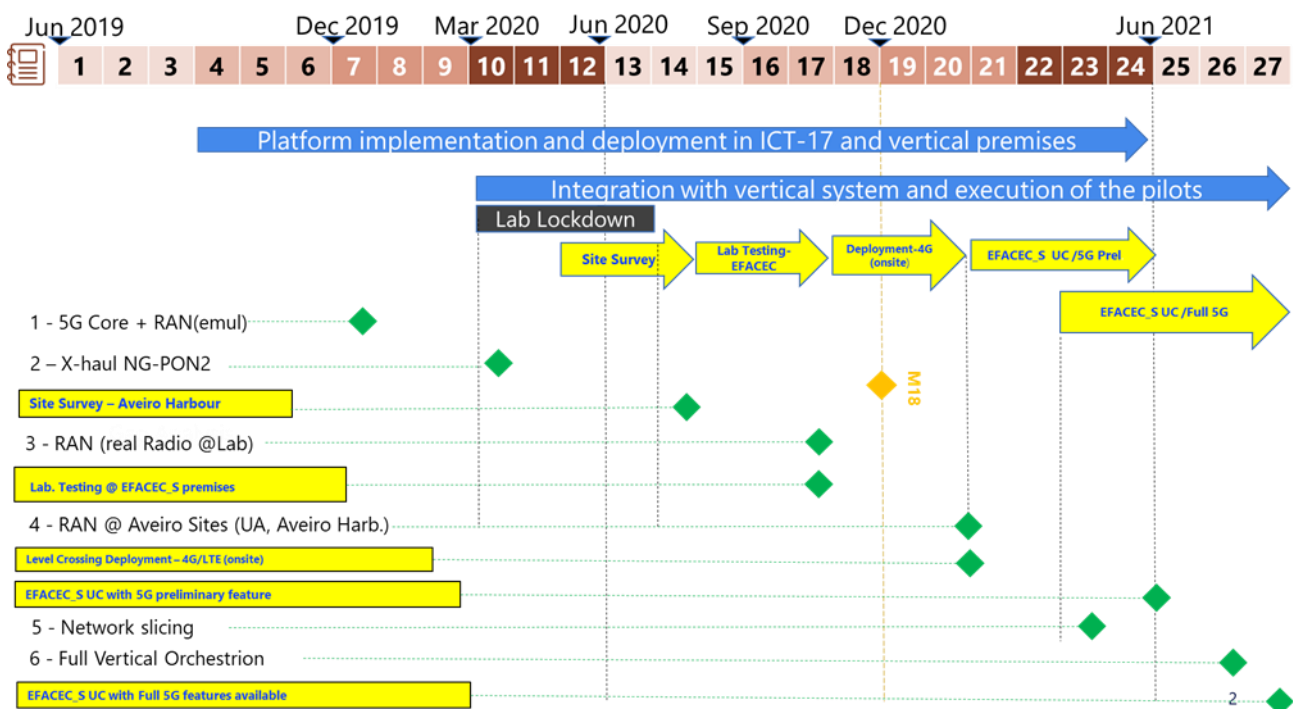 Jun 2019 Dec 2019 Mar 2020 Jun 2020 Sep 2020 Dec 2020 Jun 2021
1 2 3 4 5 6 7 8 9 10 11 12 13 14 15 16 17 18 19 20 21 22 23 24 25 26 27
Platform implementation and deployment in ICT-17 and vertical premises
Integration with vertical system and execution of the pilots
Lab Lockdown
Site Survey
Lab Testing-
EFACEC
Deployment-4G
(onsite)
EFACEC_S UC /5G Prel
EFACEC_S UC /Full 5G
1 - 5G Core + RAN(emul)
2 – X-haul NG-PON2
M18
Site Survey – Aveiro Harbour
3 - RAN (real Radio @Lab)
Lab. Testing @ EFACEC_S premises
4 - RAN @ Aveiro Sites (UA, Aveiro Harb.)
Level Crossing Deployment – 4G/LTE (onsite)
EFACEC_S UC with 5G preliminary feature
5 - Network slicing
6 - Full Vertical Orchestrion
EFACEC_S UC with Full 5G features available
2